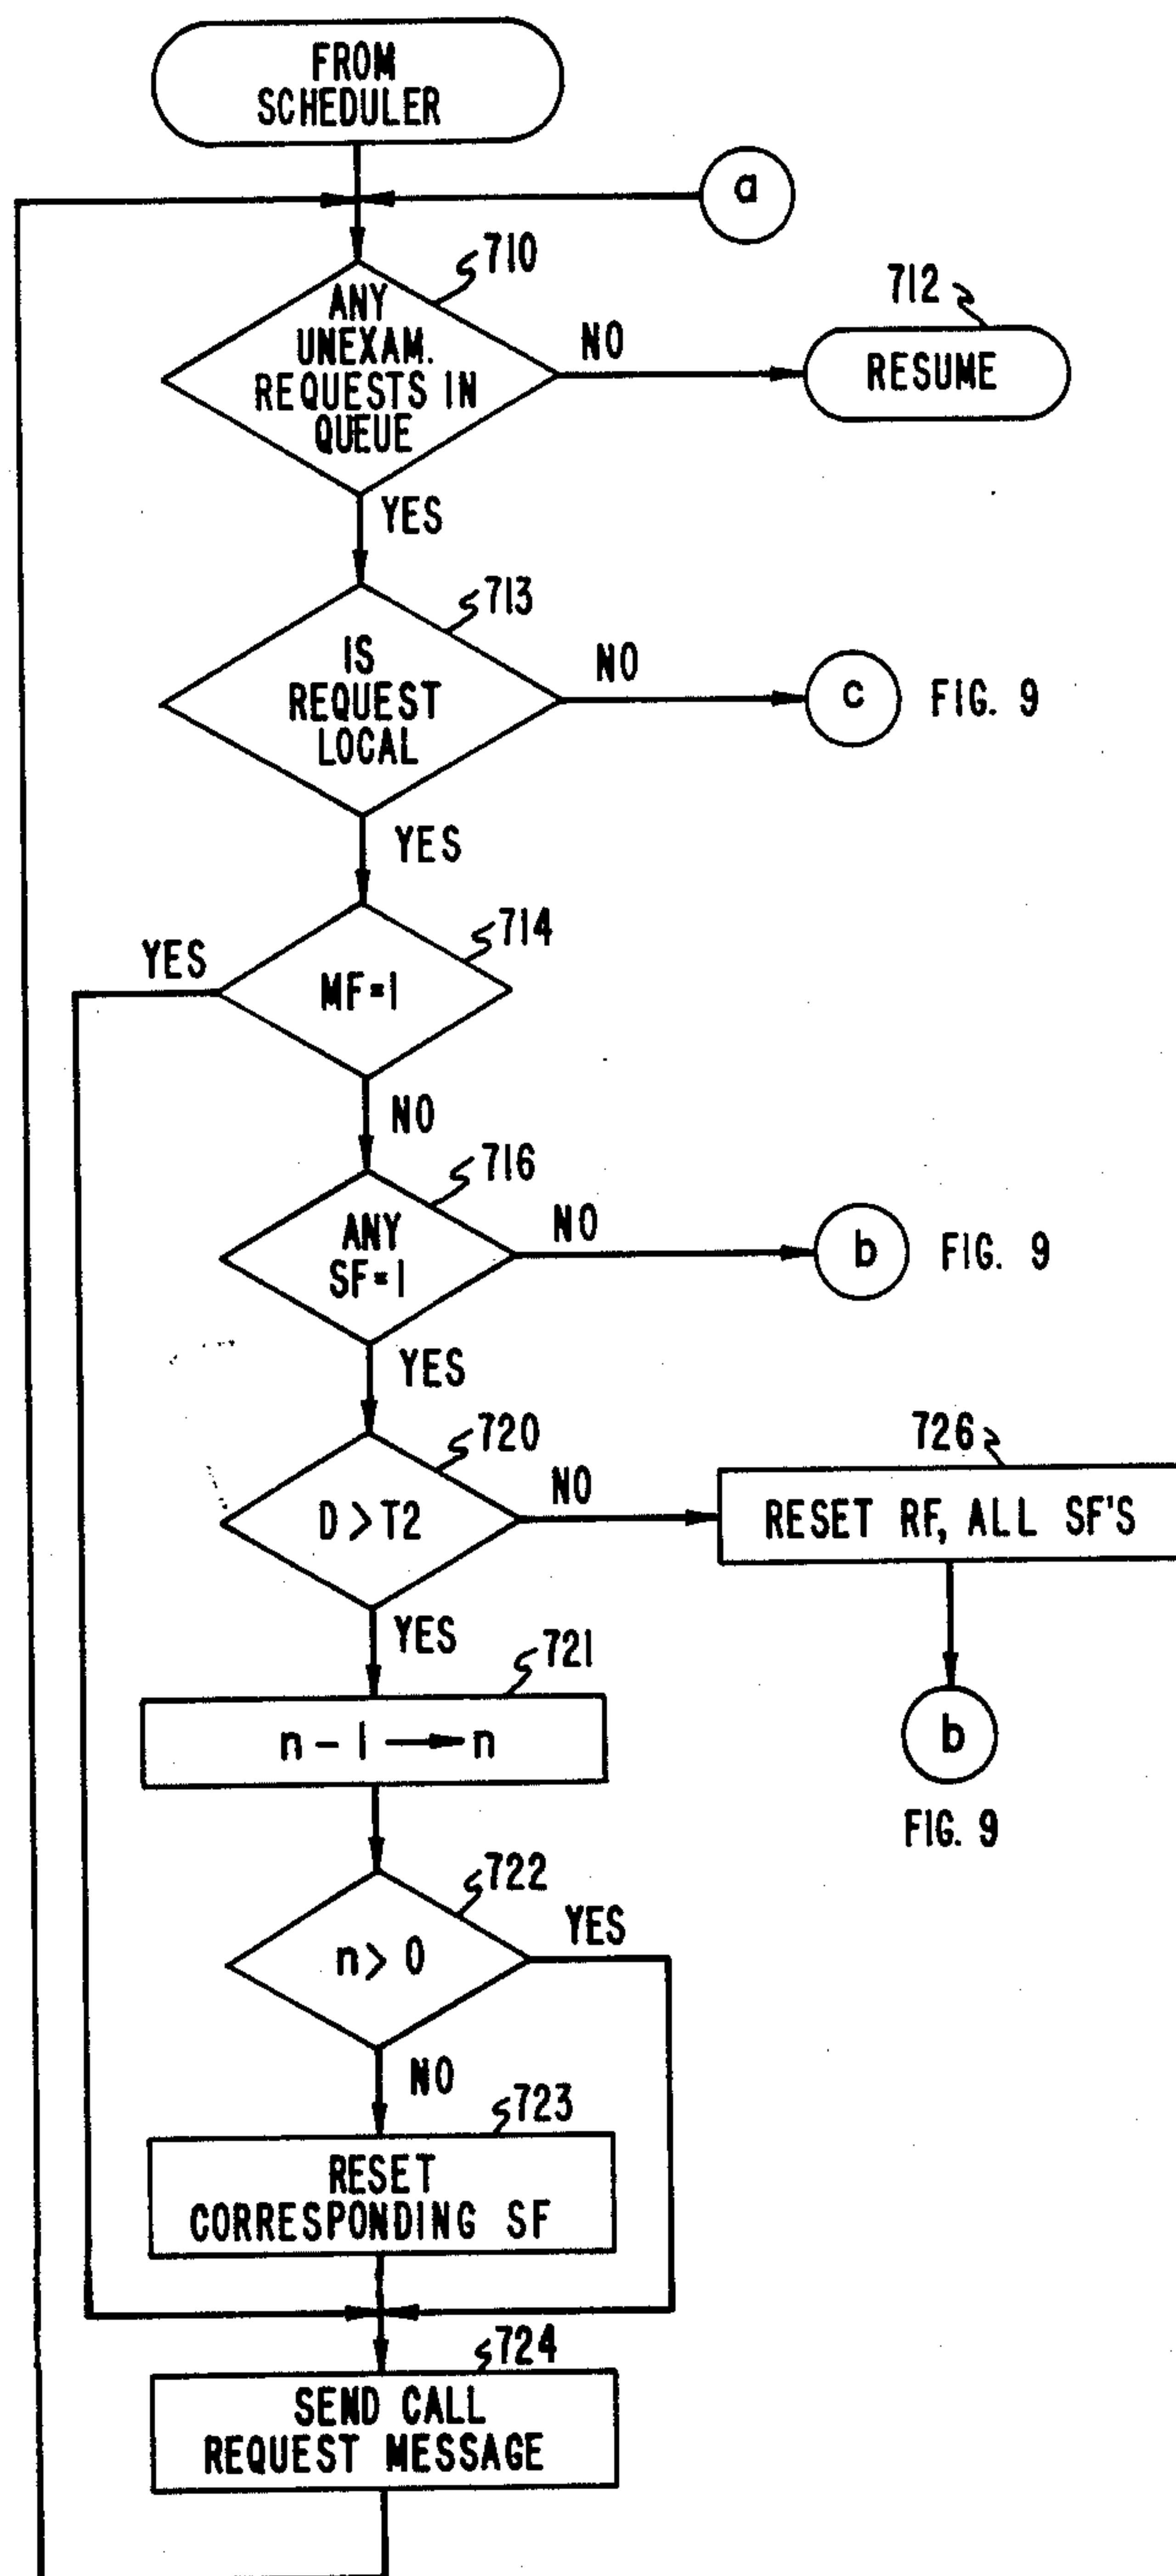 FROM
SCHEDULER
a
710
ANY
UNEXAM.
REQUESTS IN
QUEUE
NO
712
RESUME
YES
713
IS
REQUEST
LOCAL
NO
c
FIG. 9
YES
714
YES
MF=1
NO
716
ANY
SF=1
NO
b
FIG. 9
YES
720
D > T2
NO
726
RESET RF, ALL SF'S
YES
721
n - 1 → n
b
FIG. 9
722
n > 0
YES
NO
723
RESET
CORRESPONDING SF
724
SEND CALL
REQUEST MESSAGE